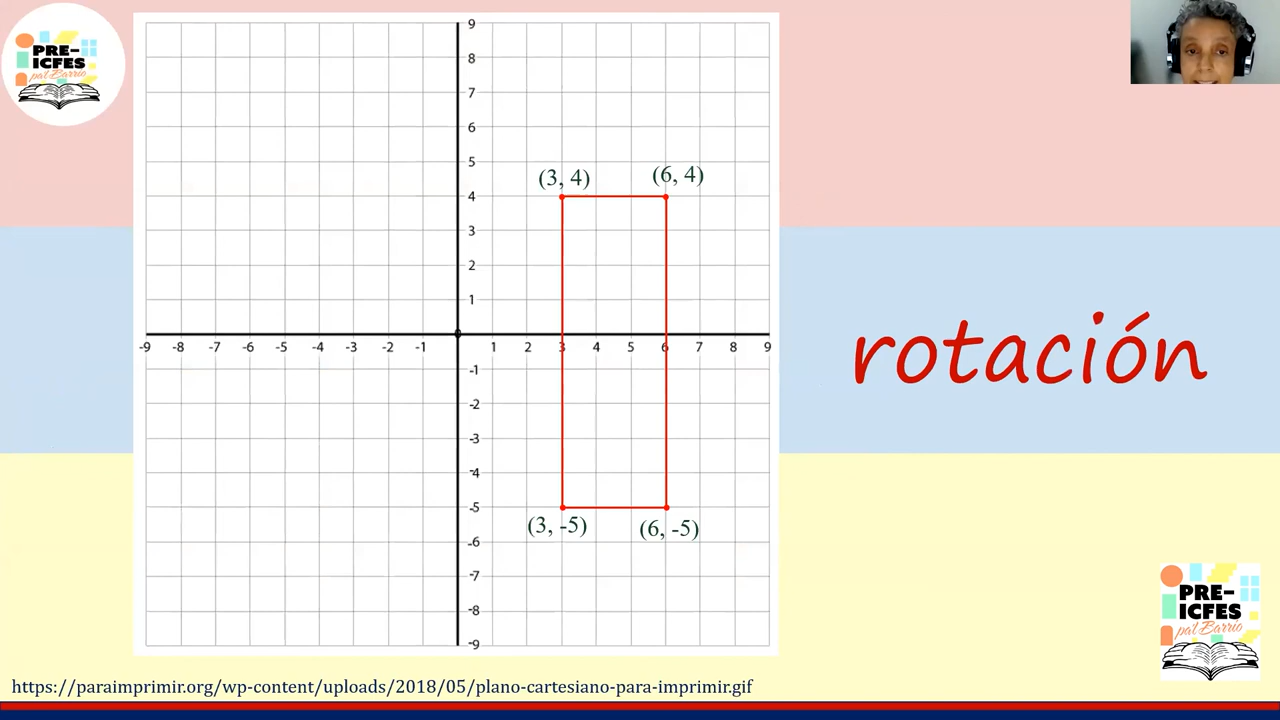 PRE-
ICFES
pa'l Barrio
9
8
7
6
5
4
3
2
1
0
-9 -8 -7 -6 -5 -4 -3 -2 -1 1 2 3 4 5 6 7 8 9
-1
-2
-3
-4
-5
-6
-7
-8
-9
(3, 4) (6, 4)
(3, -5) (6, -5)
rotación
PRE-
ICFES
pa'l Barrio
https://paraimprimir.org/wp-content/uploads/2018/05/plano-cartesiano-para-imprimir.gif